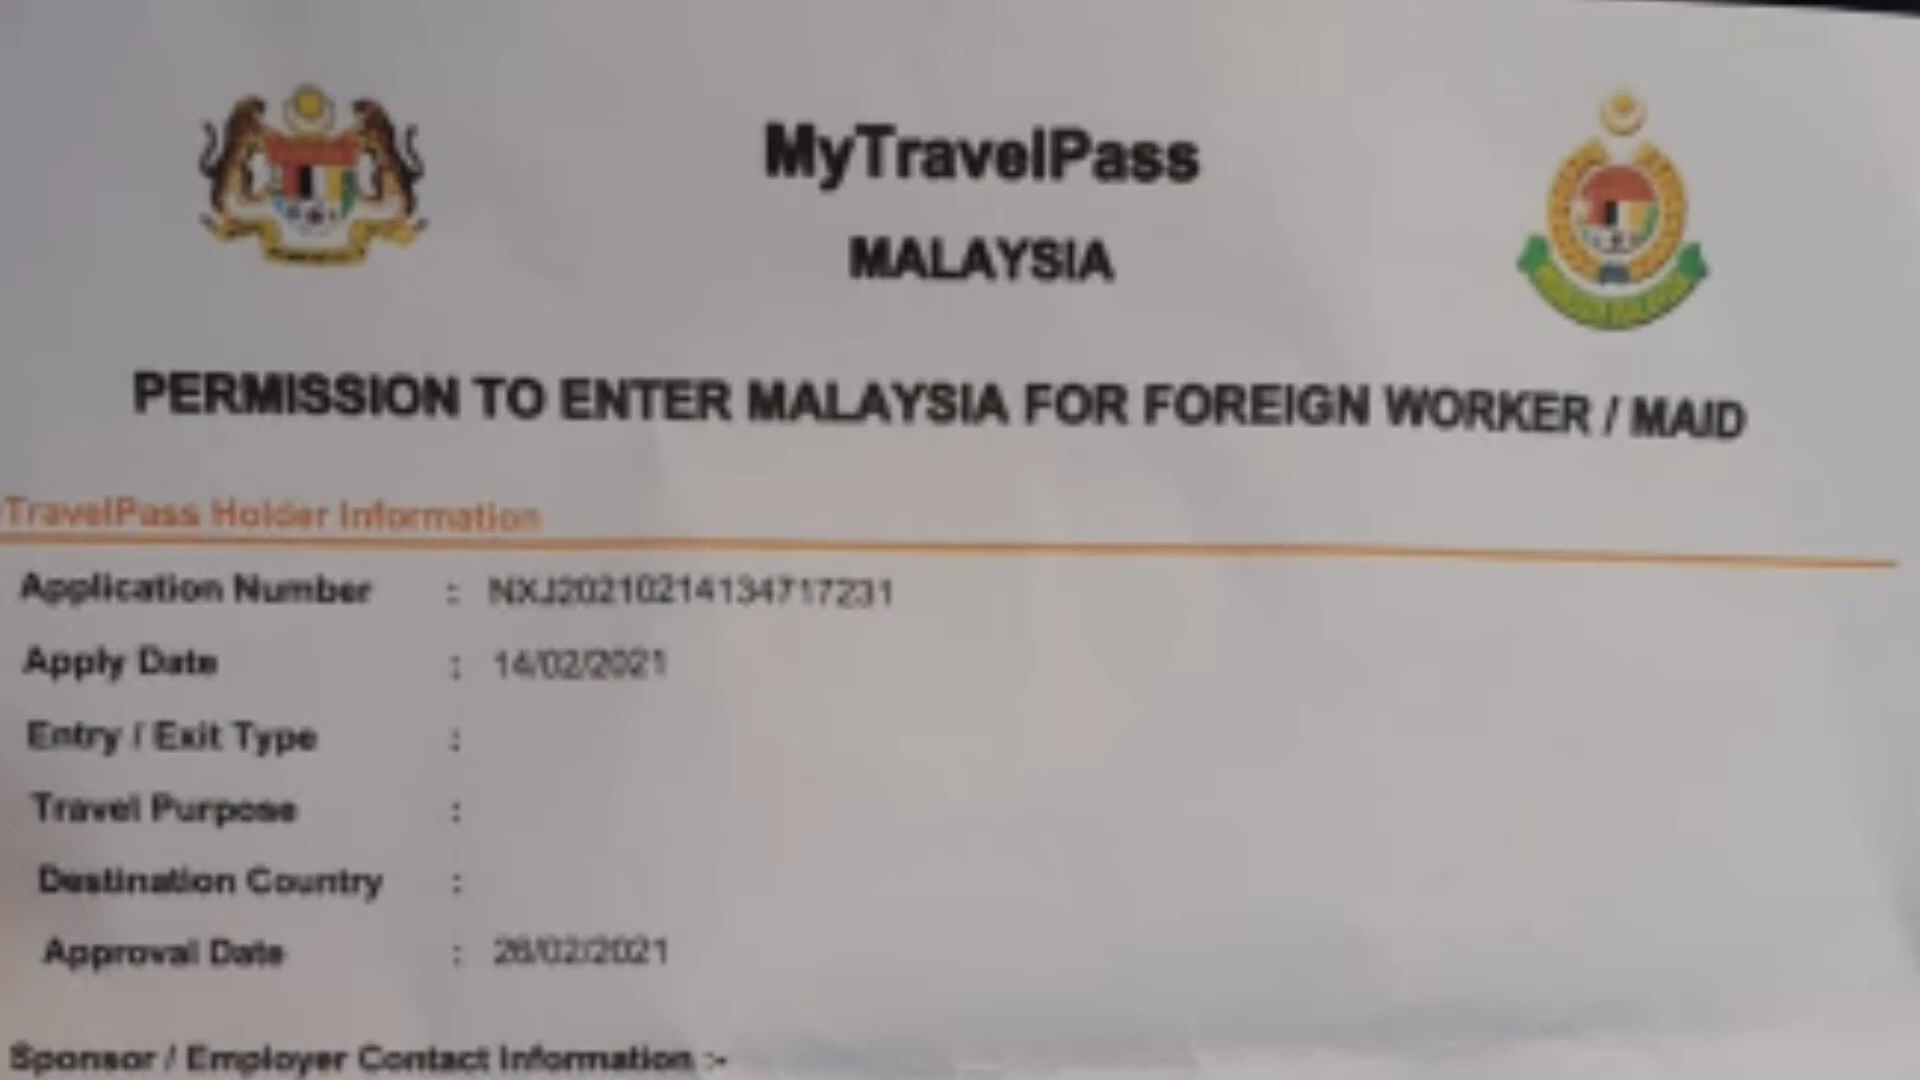 MyTravelPass
MALAYSIA
PERMISSION TO ENTER MALAYSIA FOR FOREIGN WORKER / MAID
TravelPass Holder Information
Application Number : NXJ20210214134717231
Apply Date : 14/02/2021
Entry / Exit Type :
Travel Purpose :
Destination Country :
Approval Date : 26/02/2021
Sponsor / Employer Contact Information :-